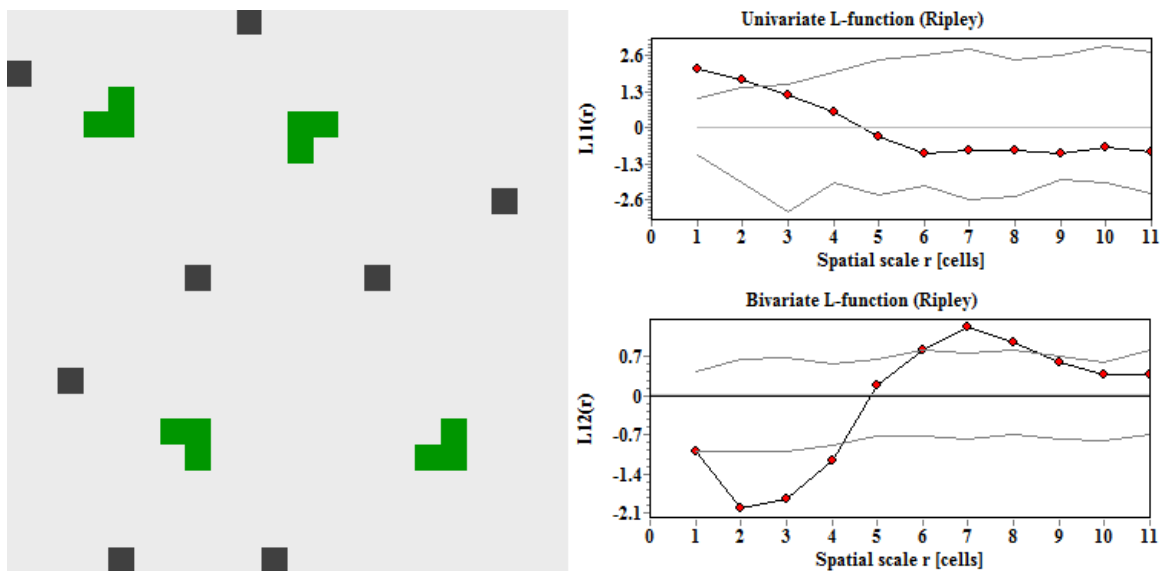 Univariate L-function (Ripley)
2.6
1.3
0
-1.3
-2.6
L11(r)
0 1 2 3 4 5 6 7 8 9 10 11
Spatial scale r [cells]
Bivariate L-function (Ripley)
0.7
0
-0.7
-1.4
-2.1
L12(r)
0 1 2 3 4 5 6 7 8 9 10 11
Spatial scale r [cells]